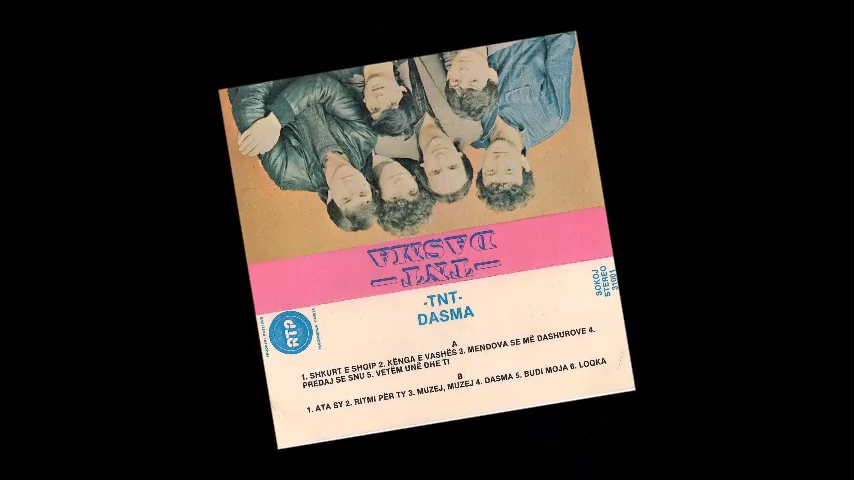 DASMA
-TNT-
-TNT-
DASMA
SOKOJ
STEREO
31001
RTP
A
1. SHKURT E SHQIP 2. KËNGA E VASHËS 3. MENDOVA SE MË DASHUROVE 4.
PREDAJ SE SNU 5. VETËM UNË DHE TI
B
1. ATA SY 2. RITMI PËR TY 3. MUZEJ, MUZEJ 4. DASMA 5. BUDI MOJA 6. LOOKA